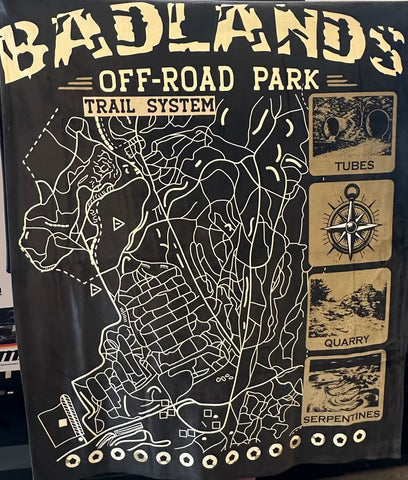 BADLANDS
OFF-ROAD PARK
TRAIL SYSTEM
TUBES
QUARRY
SERPENTINES